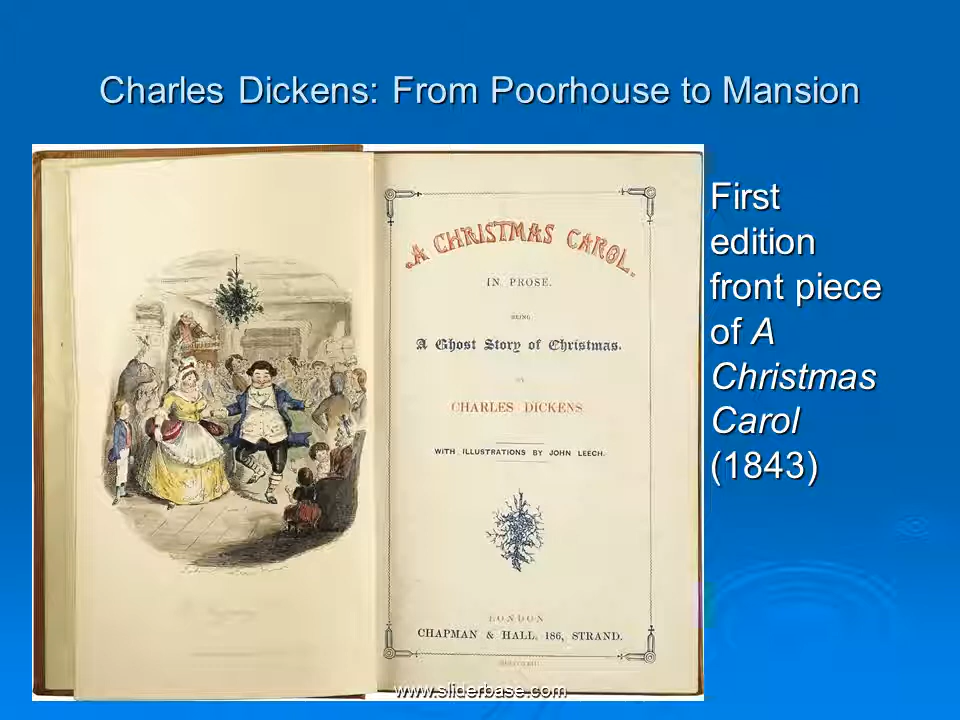 Charles Dickens: From Poorhouse to Mansion
A CHRISTMAS CAROL.
IN PROSE.
BEING
A Ghost Story of Christmas.
BY
CHARLES DICKENS
WITH ILLUSTRATIONS BY JOHN LEECH.
LONDON
CHAPMAN & HALL, 186, STRAND.
First
edition
front piece
of A
Christmas
Carol
(1843)
www.sliderbase.com